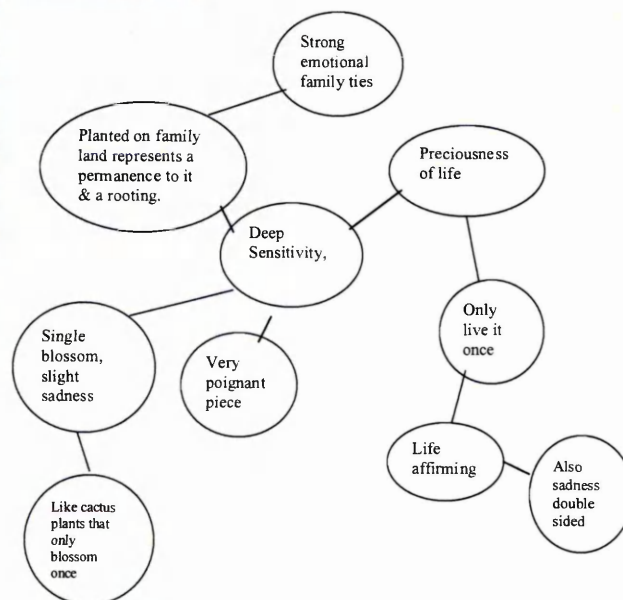 Strong
emotional
family ties
Planted on family
land represents a
permanence to it
& a rooting.
Preciousness
of life
Deep
Sensitivity,
Only
live it
once
Single
blossom,
slight
sadness
Very
poignant
piece
Life
affirming
Also
sadness
double
sided
Like cactus
plants that
only
blossom
once